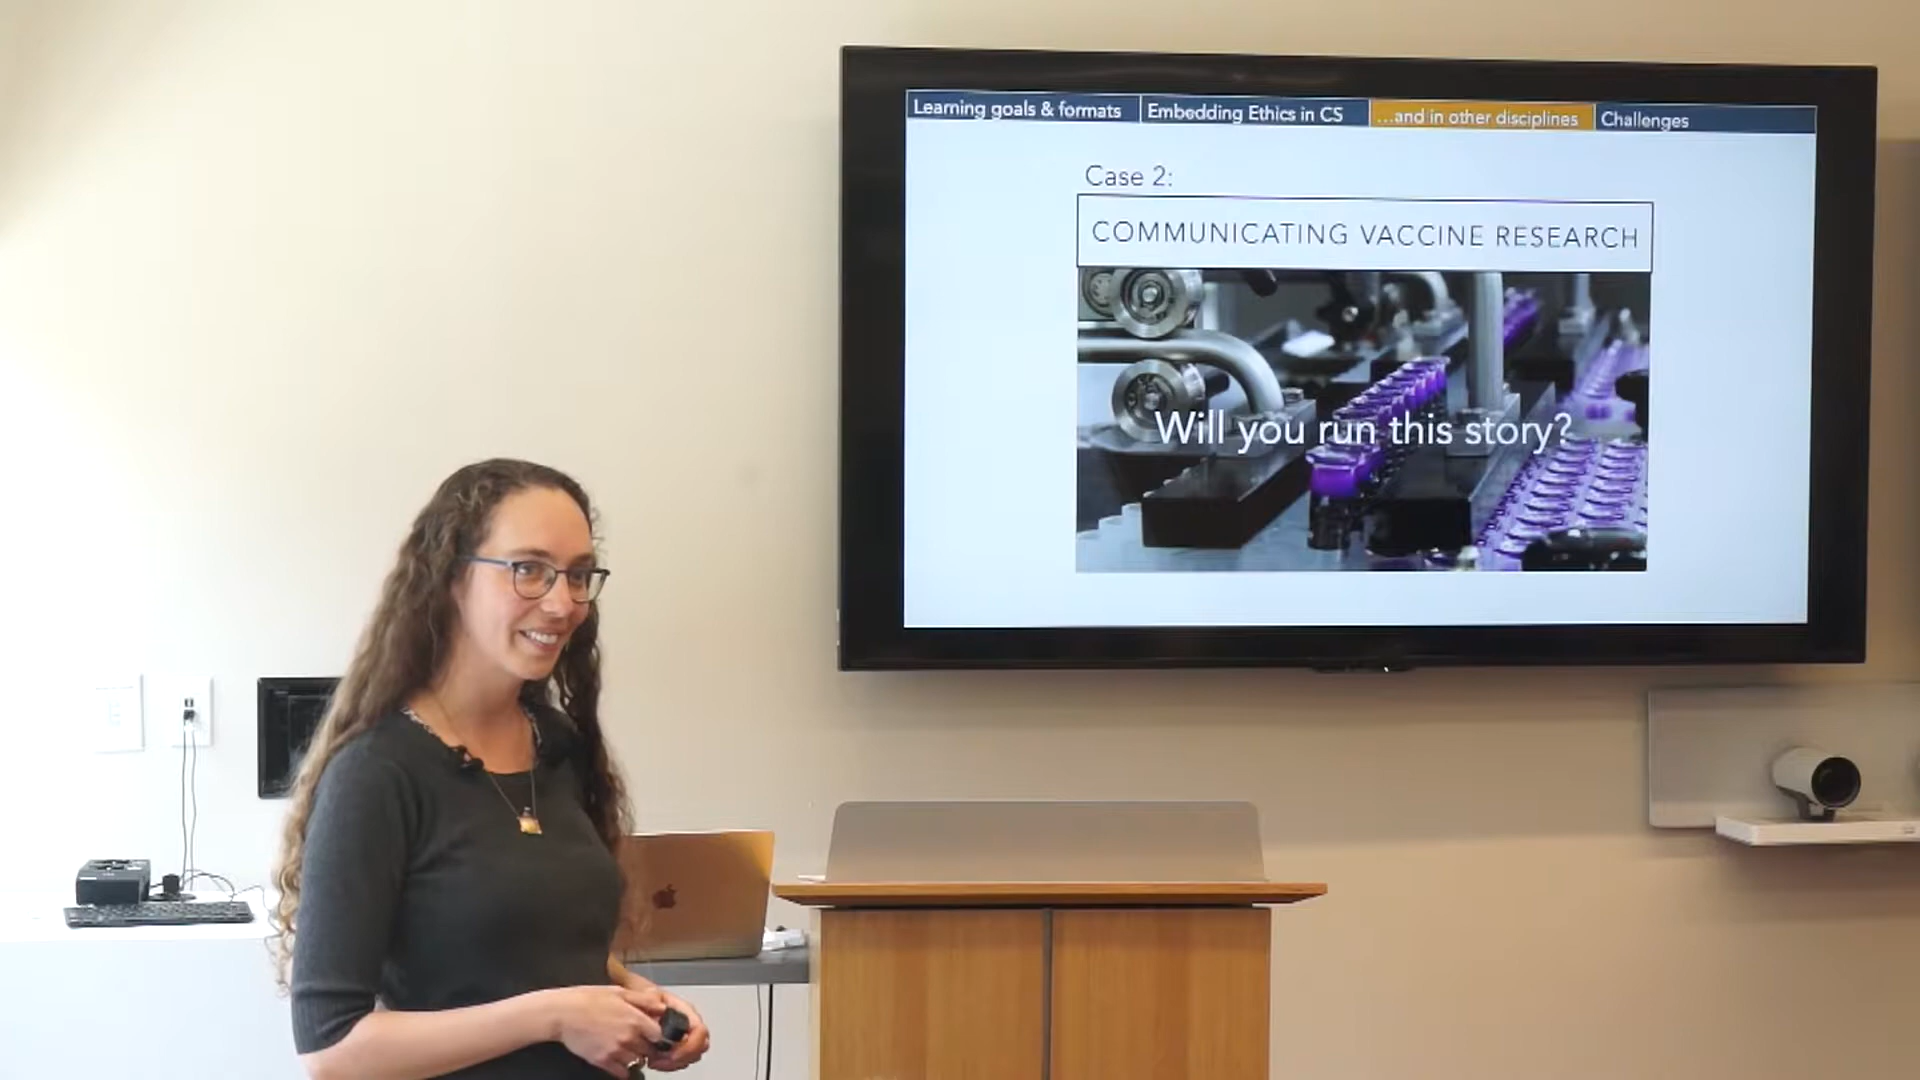 Learning goals & formats
Embedding Ethics in CS
...and in other disciplines
Challenges
Case 2:
COMMUNICATING VACCINE RESEARCH
Will you run this story?